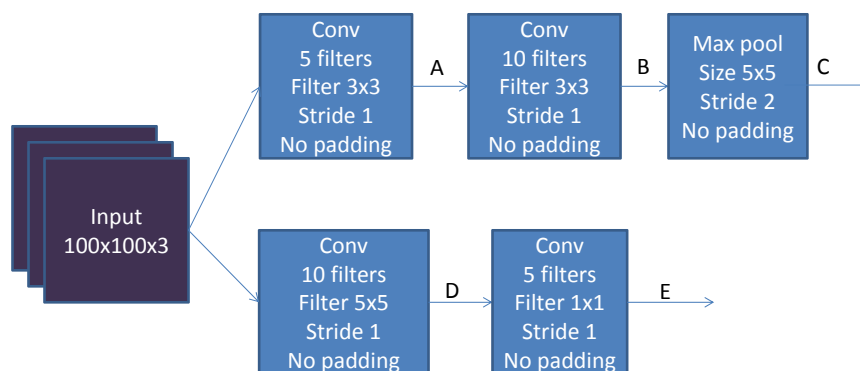 Conv
5 filters
Filter 3x3
Stride 1
No padding
A
Conv
10 filters
Filter 3x3
Stride 1
No padding
B
Max pool
Size 5x5
Stride 2
No padding
C
Input
100x100x3
Conv
10 filters
Filter 5x5
Stride 1
No padding
D
Conv
5 filters
Filter 1x1
Stride 1
No padding
E